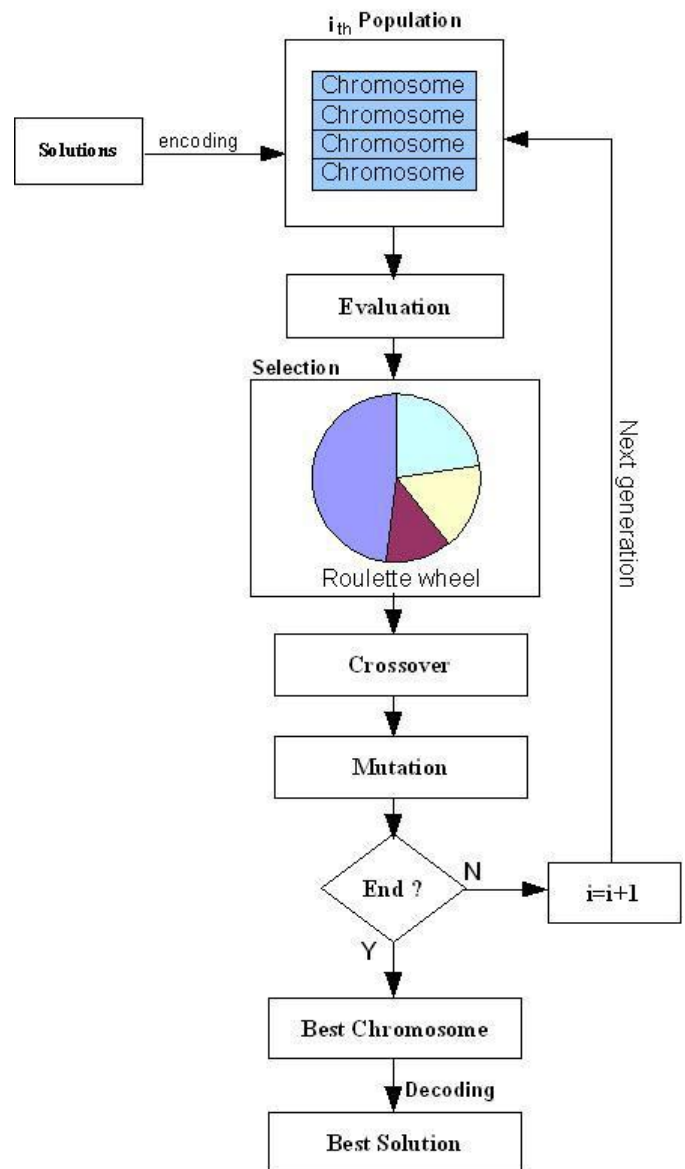 i th Population
Chromosome
Chromosome
Chromosome
Chromosome
Solutions
encoding
Evaluation
Selection
Roulette wheel
Next generation
Crossover
Mutation
End ?
N
i=i+1
Y
Best Chromosome
Decoding
Best Solution